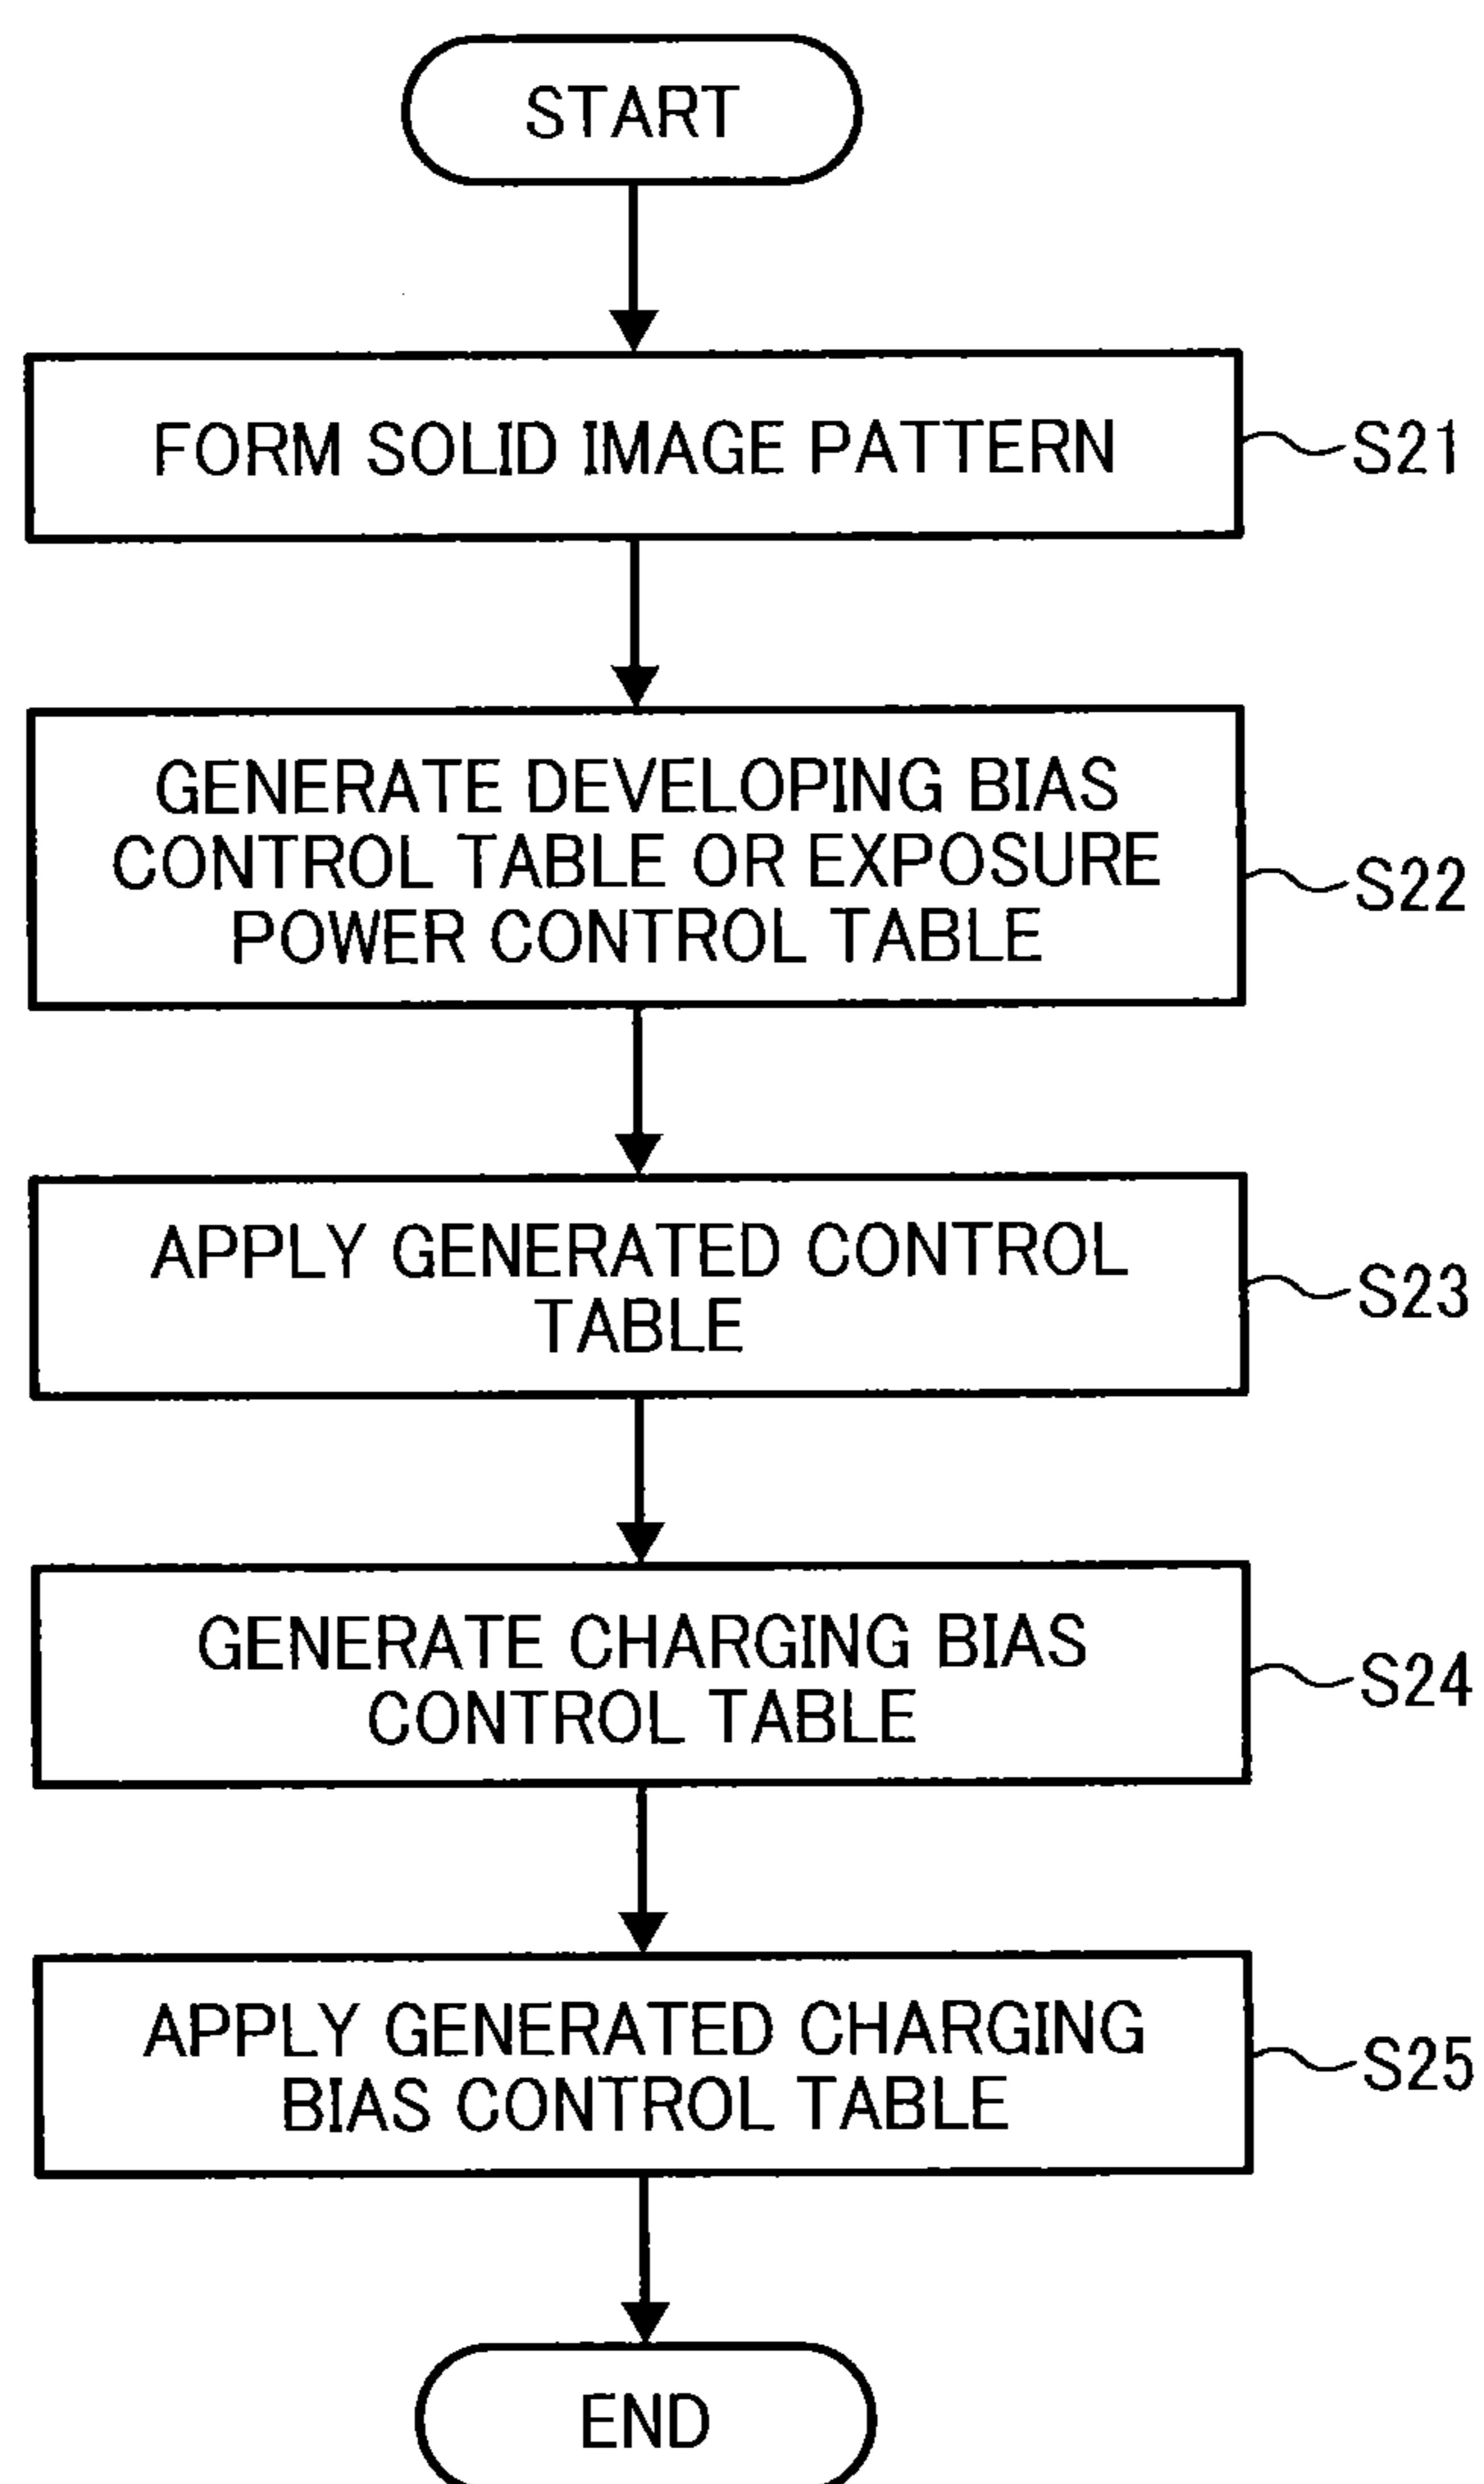 START
FORM SOLID IMAGE PATTERN
S21
GENERATE DEVELOPING BIAS
CONTROL TABLE OR EXPOSURE
POWER CONTROL TABLE
S22
APPLY GENERATED CONTROL
TABLE
S23
GENERATE CHARGING BIAS
CONTROL TABLE
S24
APPLY GENERATED CHARGING
BIAS CONTROL TABLE
S25
END